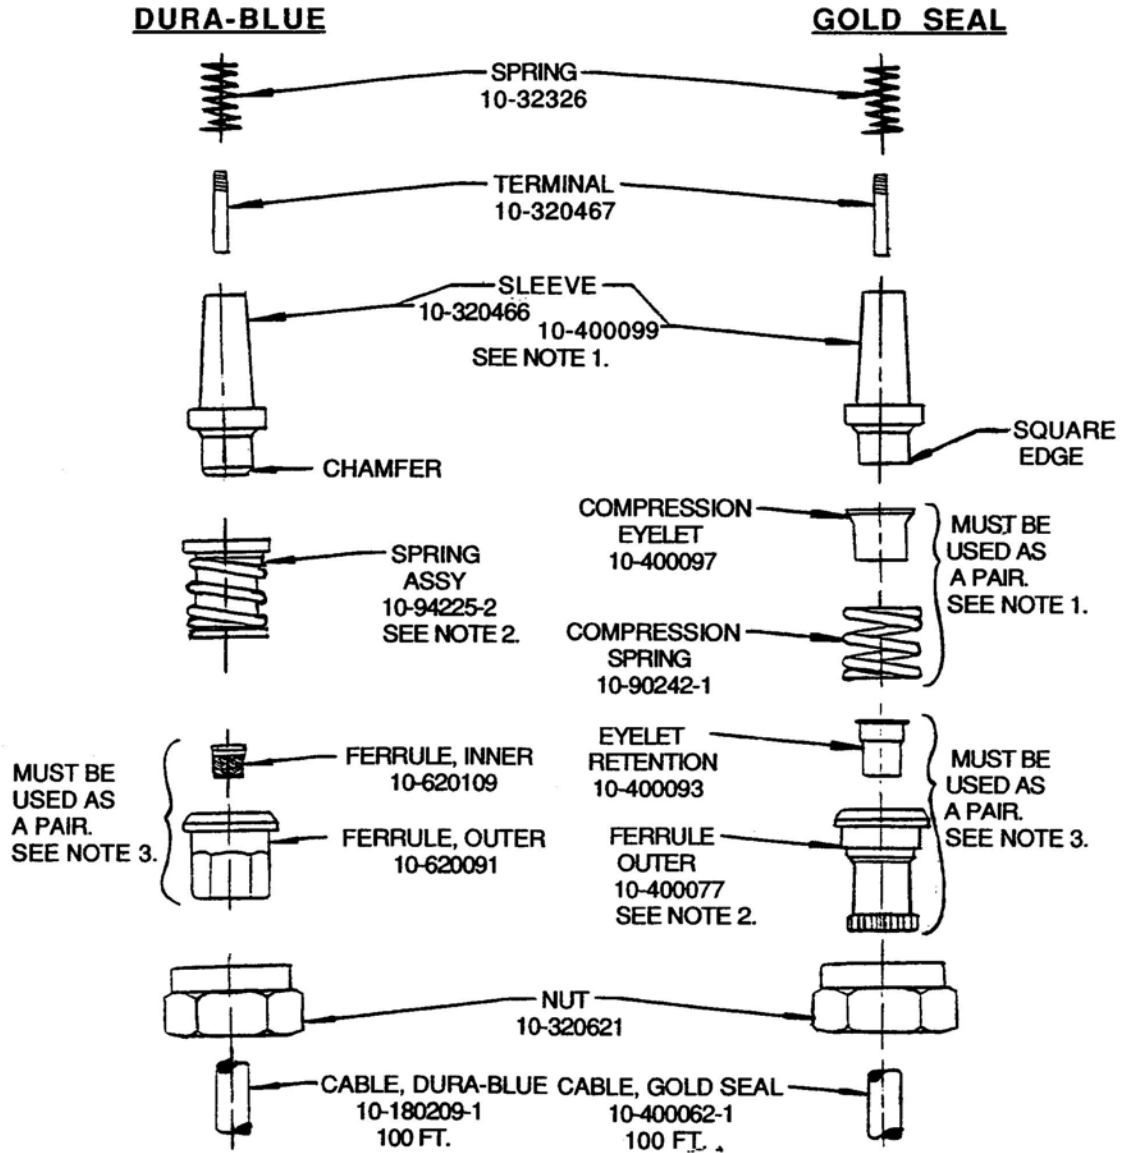 DURA-BLUE
GOLD SEAL
SPRING
10-32326
TERMINAL
10-320467
SLEEVE
10-320466
10-400099
SEE NOTE 1.
CHAMFER
SQUARE
EDGE
SPRING
ASSY
10-94225-2
SEE NOTE 2.
COMPRESSION
EYELET
10-400097
COMPRESSION
SPRING
10-90242-1
MUST BE
USED AS
A PAIR.
SEE NOTE 1.
MUST BE
USED AS
A PAIR.
SEE NOTE 3.
FERRULE, INNER
10-620109
FERRULE, OUTER
10-620091
EYELET
RETENTION
10-400093
FERRULE
OUTER
10-400077
SEE NOTE 2.
MUST BE
USED AS
A PAIR.
SEE NOTE 3.
NUT
10-320621
CABLE, DURA-BLUE
10-180209-1
100 FT.
CABLE, GOLD SEAL
10-400062-1
100 FT.